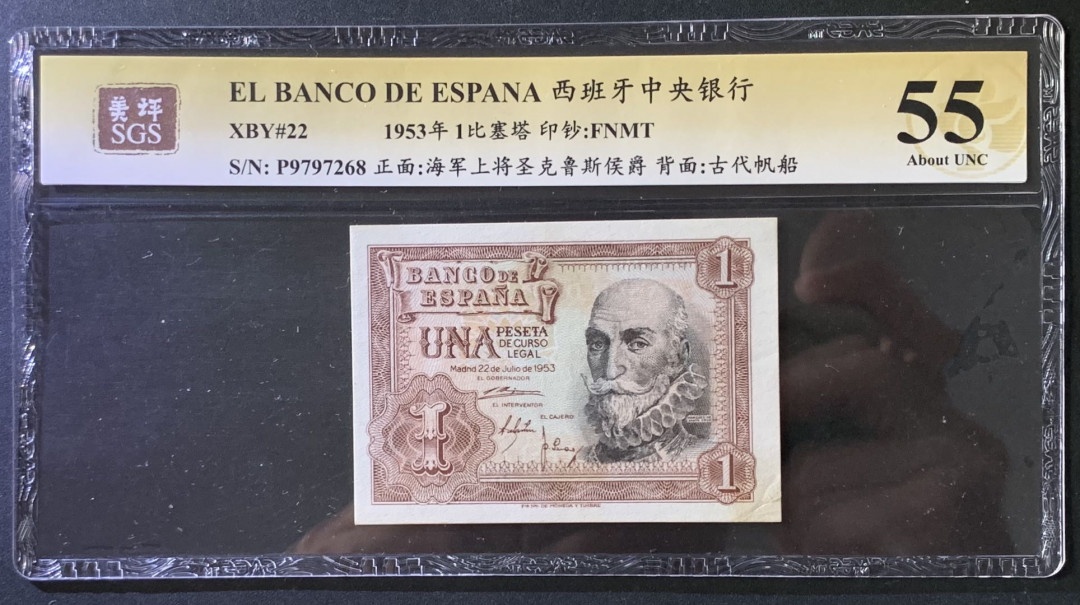 美坪
SGS
EL BANCO DE ESPANA 西班牙中央银行
XBY#22 1953年 1比塞塔 印钞:FNMT
S/N: P9797268 正面:海军上将圣克鲁斯侯爵 背面:古代帆船
55
About UNC
BANCO DE
ESPAÑA
1
UNA PESETA
DE CURSO
LEGAL
Madrid 22 de Julio de 1953
EL GOBERNADOR
EL INTERVENTOR
EL CAJERO
1
1